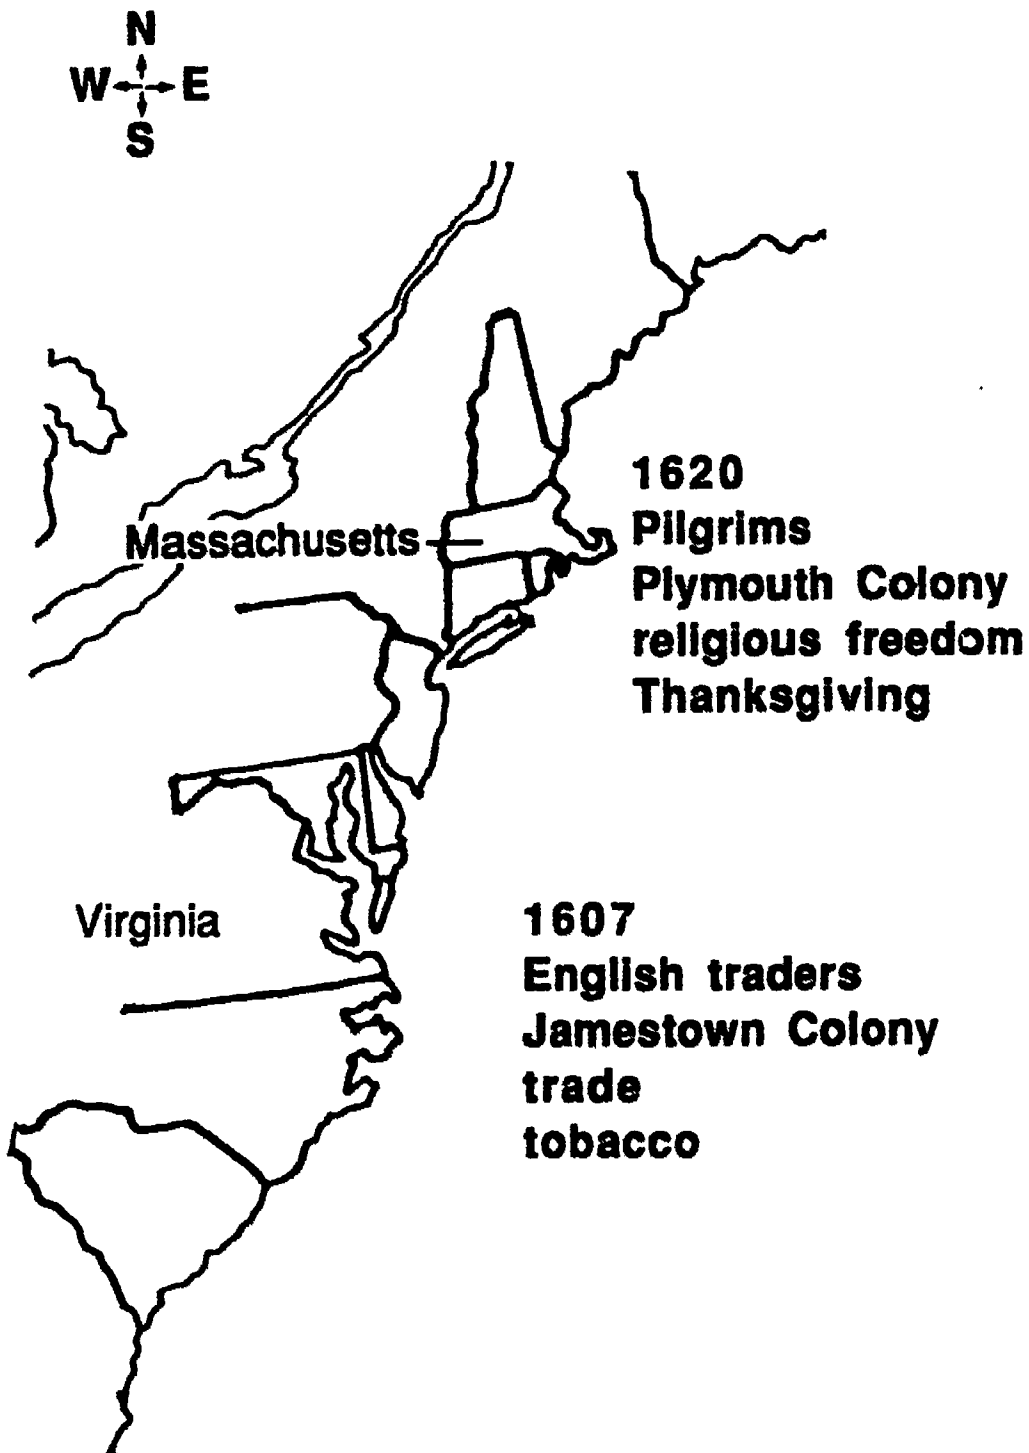 N
W E
S
1620
Massachusetts
Pilgrims
Plymouth Colony
religious freedom
Thanksgiving
Virginia
1607
English traders
Jamestown Colony
trade
tobacco